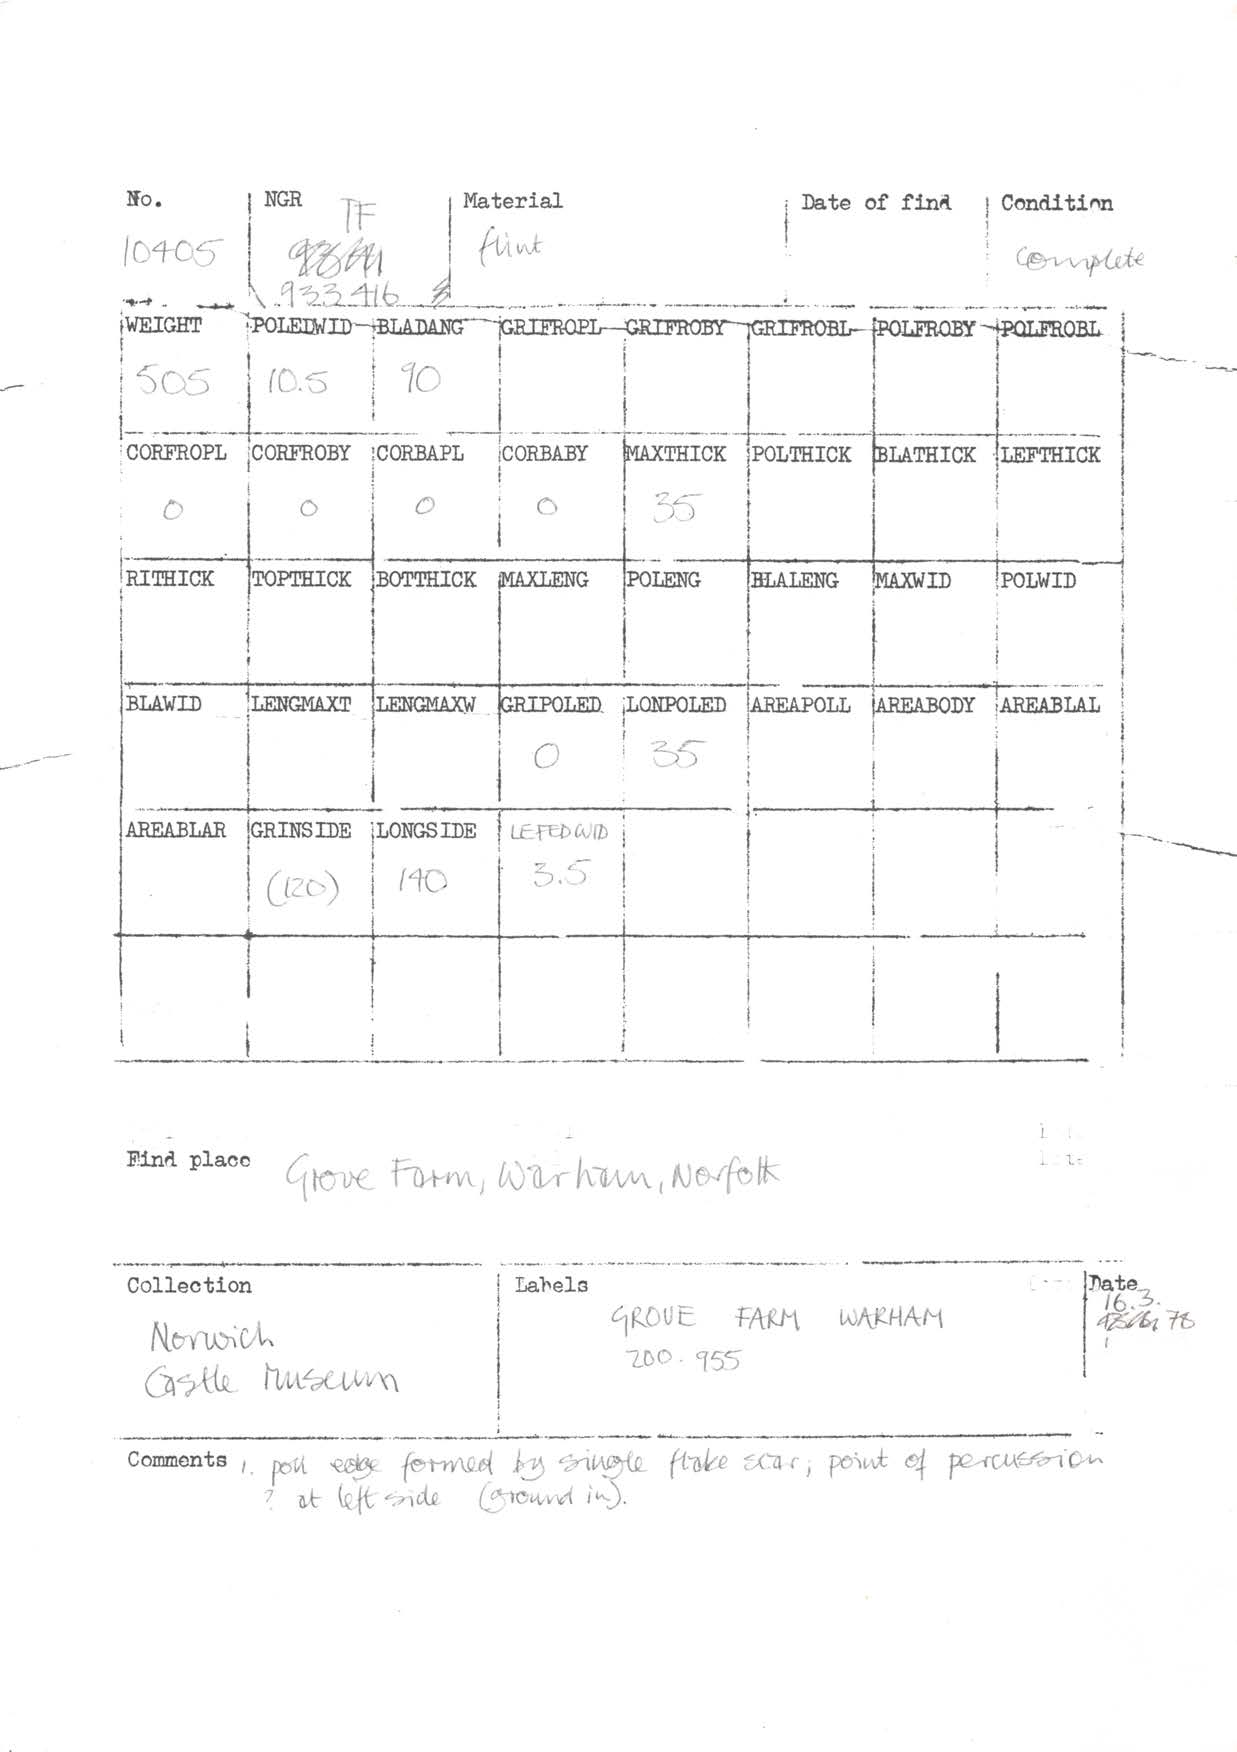 No. NGR Material Date of find Condition
TF
10405 flint complete
933416
WEIGHT POLEDWID BLADANG GRIFROPL GRIFROBY GRIFROBL POLFROBY POLFROBL
505 10.5 90
CORFROPL CORFROBY CORBAPL CORBABY MAXTHICK POLTHICK BLATHICK LEFTHICK
0 0 0 0 35
RITHICK TOPTHICK BOTTHICK MAXLENG POLENG BLALENG MAXWID POLWID
BLAWID LENGMAXT LENGMAXW GRIPOLED LONPOLED AREAPOLL AREABODY AREABLAL
0 35
AREABLAR GRINSIDE LONGSIDE LEFEDWID
(120) 140 3.5
Find place Grove Farm, Warham, Norfolk
Collection Labels Date
GROVE FARM WARHAM 16.3.
Norwich 78
200.955
Castle Museum
Comments 1. poll edge formed by single flake scar; point of percussion
? at left side (ground in).